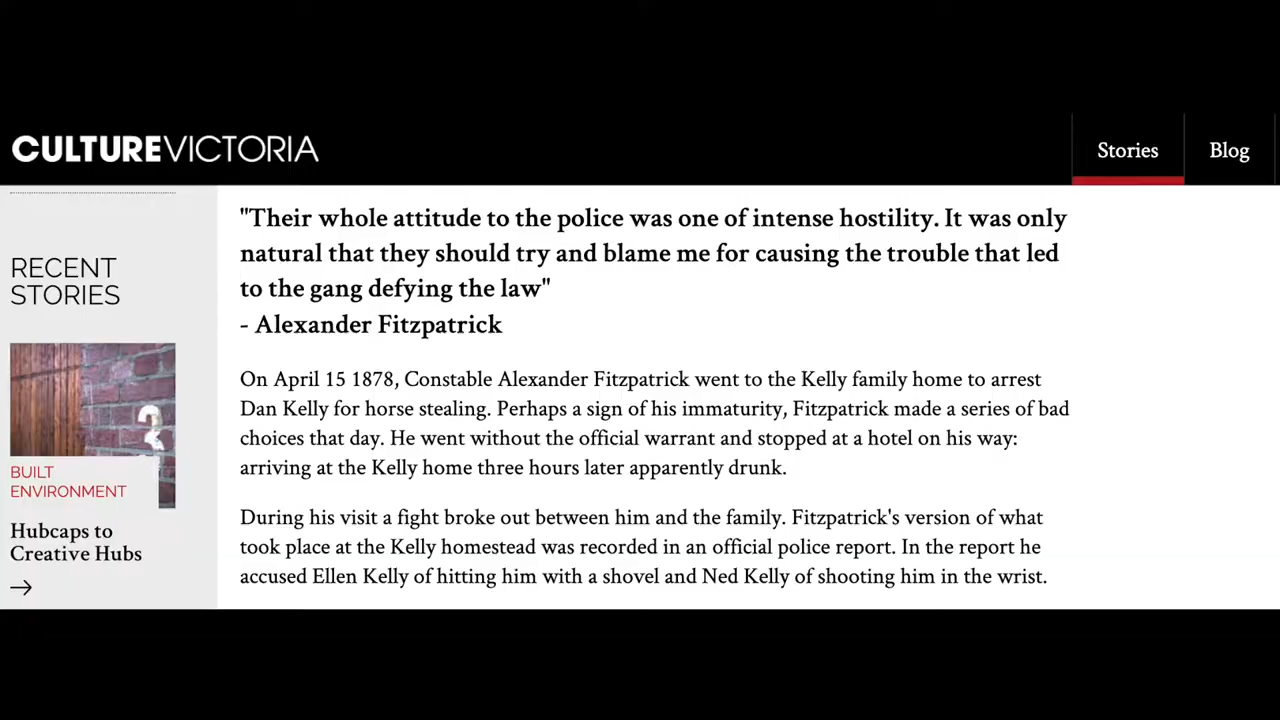 CULTUREVICTORIA
Stories
Blog
RECENT
STORIES
BUILT
ENVIRONMENT
Hubcaps to
Creative Hubs
"Their whole attitude to the police was one of intense hostility. It was only
natural that they should try and blame me for causing the trouble that led
to the gang defying the law"
- Alexander Fitzpatrick
On April 15 1878, Constable Alexander Fitzpatrick went to the Kelly family home to arrest
Dan Kelly for horse stealing. Perhaps a sign of his immaturity, Fitzpatrick made a series of bad
choices that day. He went without the official warrant and stopped at a hotel on his way:
arriving at the Kelly home three hours later apparently drunk.
During his visit a fight broke out between him and the family. Fitzpatrick's version of what
took place at the Kelly homestead was recorded in an official police report. In the report he
accused Ellen Kelly of hitting him with a shovel and Ned Kelly of shooting him in the wrist.